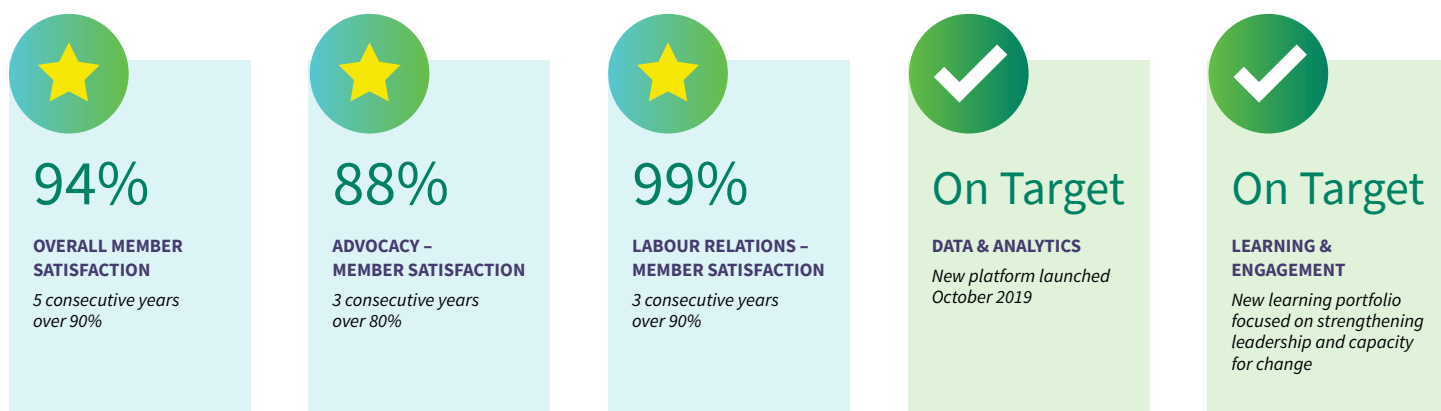 94%
OVERALL MEMBER
SATISFACTION
5 consecutive years
over 90%
88%
ADVOCACY –
MEMBER SATISFACTION
3 consecutive years
over 80%
99%
LABOUR RELATIONS –
MEMBER SATISFACTION
3 consecutive years
over 90%
On Target
DATA & ANALYTICS
New platform launched
October 2019
On Target
LEARNING &
ENGAGEMENT
New learning portfolio
focused on strengthening
leadership and capacity
for change